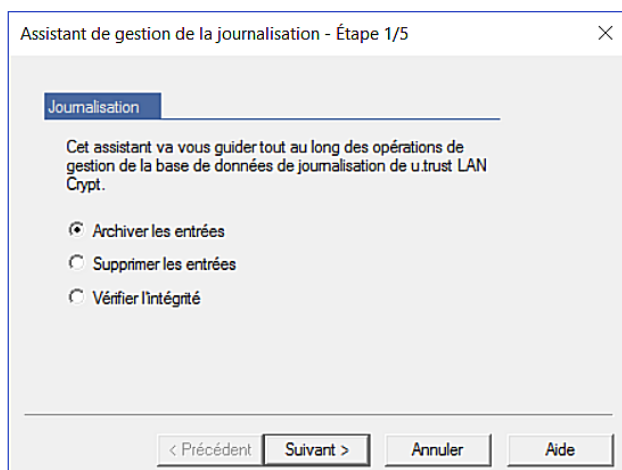 Assistant de gestion de la journalisation - Étape 1/5
Journalisation
Cet assistant va vous guider tout au long des opérations de
gestion de la base de données de journalisation de u.trust LAN
Crypt.
Archiver les entrées
Supprimer les entrées
Vérifier l'intégrité
< Précédent Suivant > Annuler Aide